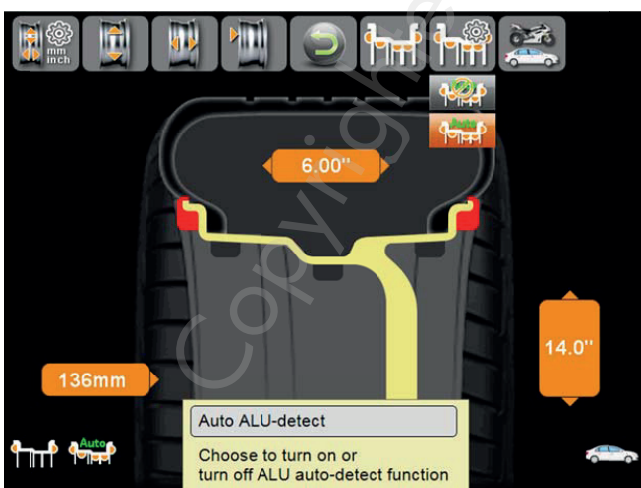 mm
inch
Auto
6.00"
14.0"
136mm
Auto
Auto ALU-detect
Choose to turn on or
turn off ALU auto-detect function
Copyrighte